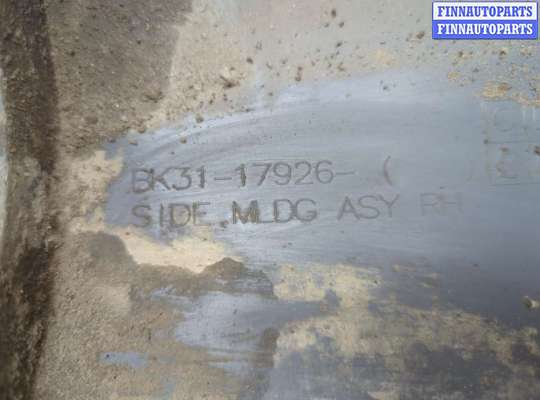 FINNAUTOPARTS
FINNAUTOPARTS
BK31-17926- (
SIDE MLDG ASY RH